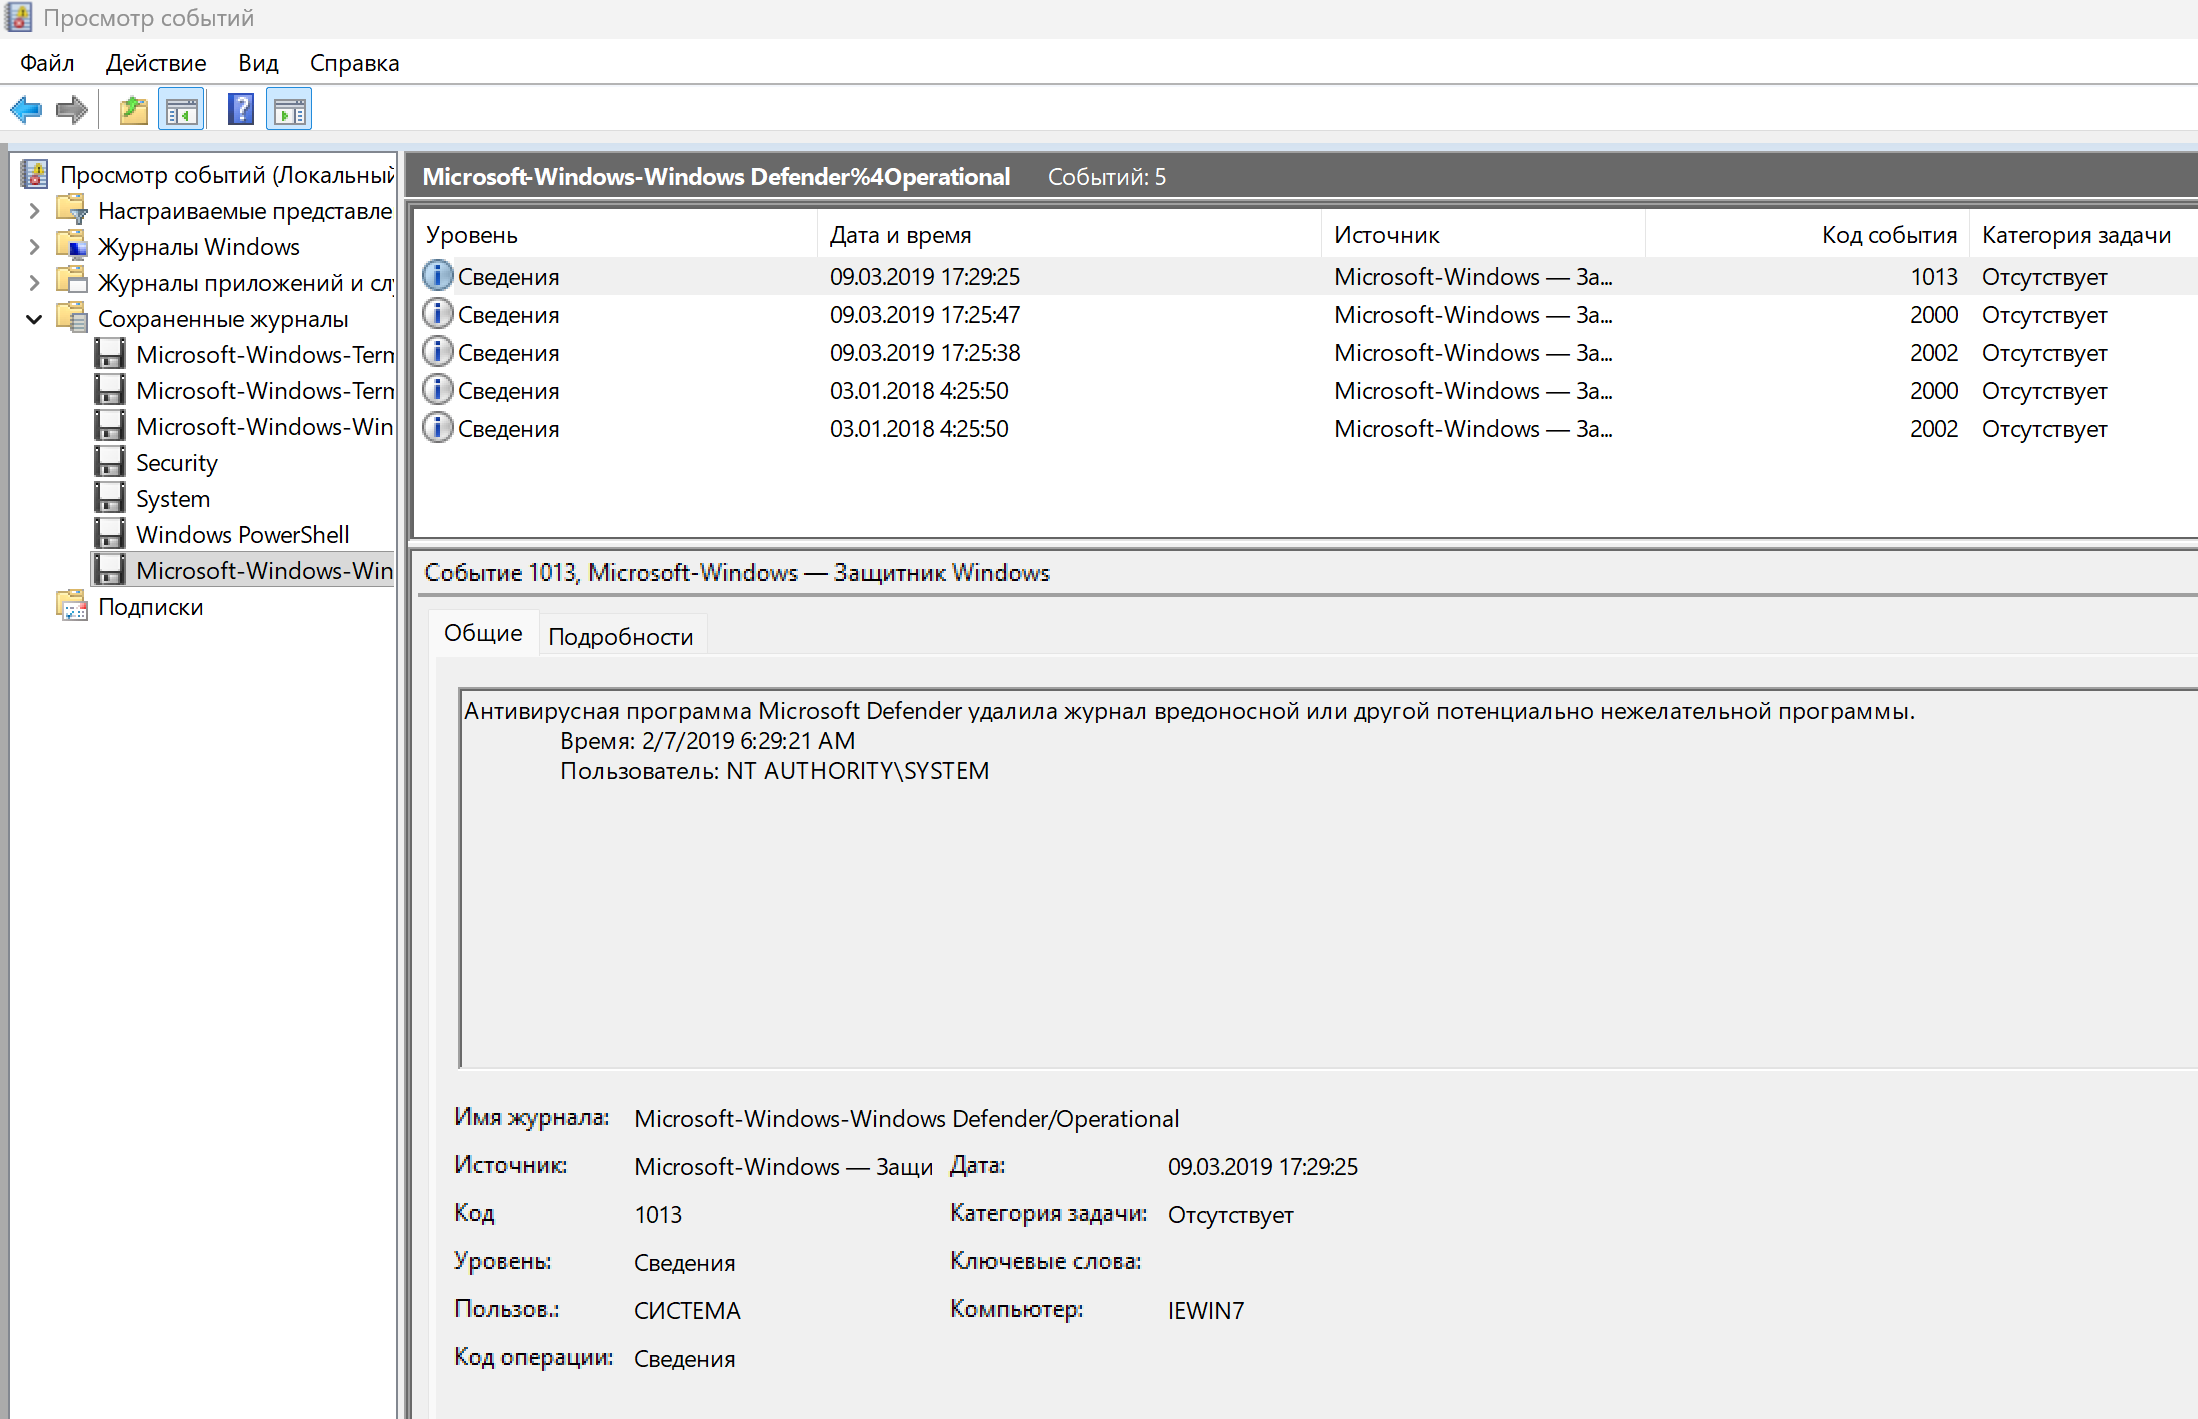 Просмотр событий
Файл Действие Вид Справка
Просмотр событий (Локальный
Настраиваемые представле
Журналы Windows
Журналы приложений и сл
Сохраненные журналы
Microsoft-Windows-Term
Microsoft-Windows-Term
Microsoft-Windows-Win
Security
System
Windows PowerShell
Microsoft-Windows-Win
Подписки
Microsoft-Windows-Windows Defender%4Operational Событий: 5
Уровень Дата и время Источник Код события Категория задачи
Сведения 09.03.2019 17:29:25 Microsoft-Windows — За... 1013 Отсутствует
Сведения 09.03.2019 17:25:47 Microsoft-Windows — За... 2000 Отсутствует
Сведения 09.03.2019 17:25:38 Microsoft-Windows — За... 2002 Отсутствует
Сведения 03.01.2018 4:25:50 Microsoft-Windows — За... 2000 Отсутствует
Сведения 03.01.2018 4:25:50 Microsoft-Windows — За... 2002 Отсутствует
Событие 1013, Microsoft-Windows — Защитник Windows
Общие Подробности
Антивирусная программа Microsoft Defender удалила журнал вредоносной или другой потенциально нежелательной программы.
Время: 2/7/2019 6:29:21 AM
Пользователь: NT AUTHORITY\SYSTEM
Имя журнала: Microsoft-Windows-Windows Defender/Operational
Источник: Microsoft-Windows — Защи Дата: 09.03.2019 17:29:25
Код 1013 Категория задачи: Отсутствует
Уровень: Сведения Ключевые слова:
Пользов.: СИСТЕМА Компьютер: IEWIN7
Код операции: Сведения